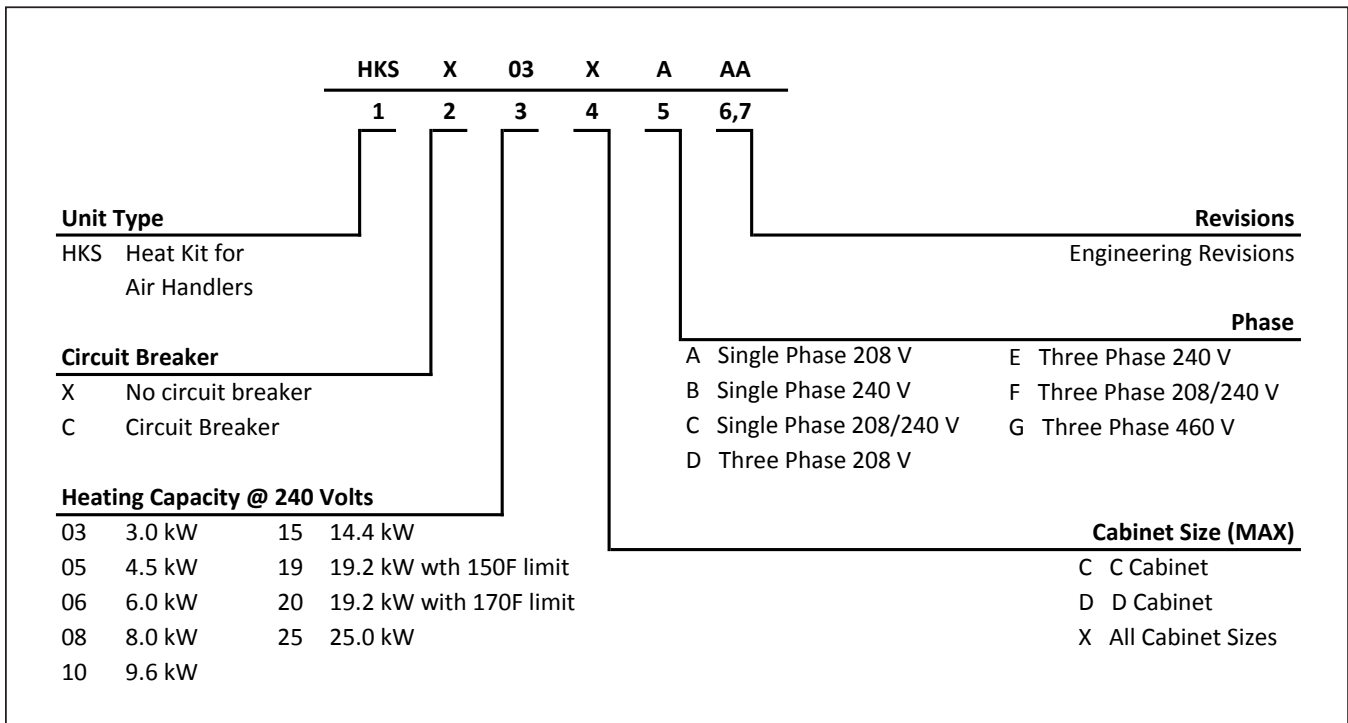 HKS X 03 X A AA
1 2 3 4 5 6,7
Unit Type
HKS Heat Kit for
Air Handlers
Circuit Breaker
X No circuit breaker
C Circuit Breaker
Heating Capacity @ 240 Volts
03 3.0 kW 15 14.4 kW
05 4.5 kW 19 19.2 kW wth 150F limit
06 6.0 kW 20 19.2 kW with 170F limit
08 8.0 kW 25 25.0 kW
10 9.6 kW
Revisions
Engineering Revisions
Phase
A Single Phase 208 V E Three Phase 240 V
B Single Phase 240 V F Three Phase 208/240 V
C Single Phase 208/240 V G Three Phase 460 V
D Three Phase 208 V
Cabinet Size (MAX)
C C Cabinet
D D Cabinet
X All Cabinet Sizes